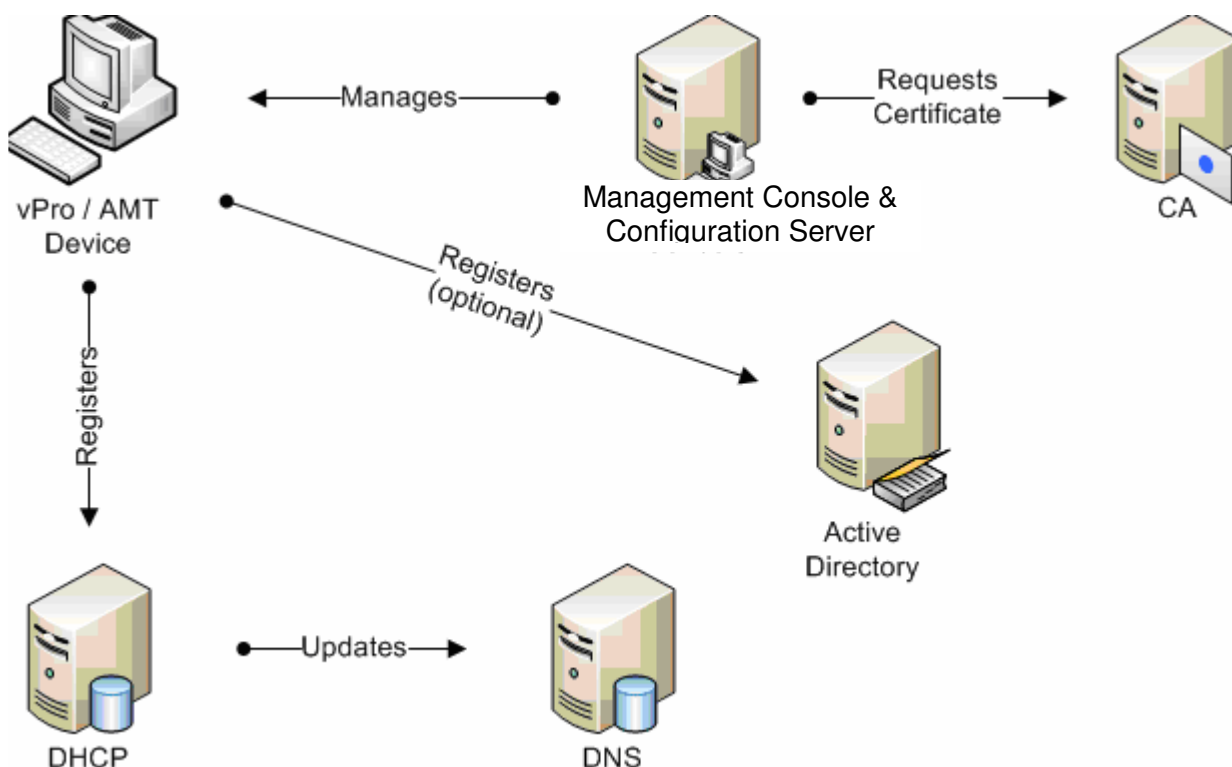 Manages
Requests
Certificate
vPro / AMT
Device
Management Console &
Configuration Server
CA
Registers
(optional)
Registers
Active
Directory
Updates
DHCP
DNS